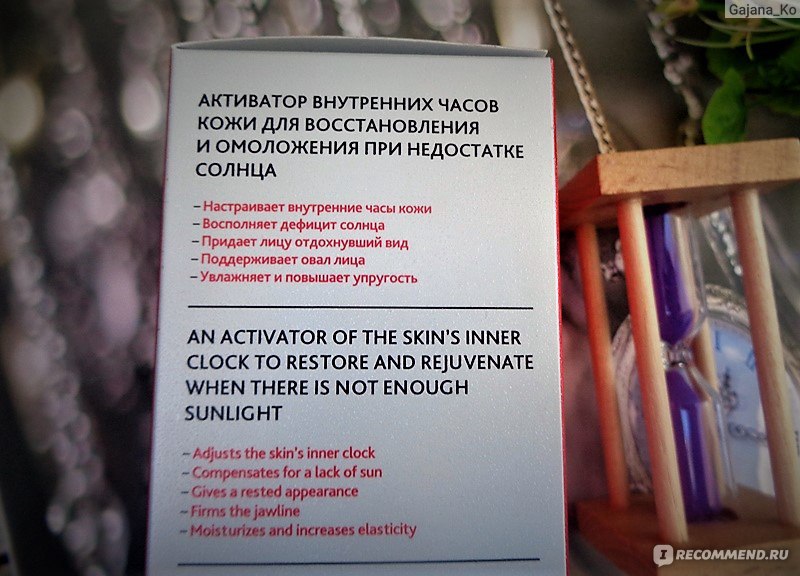 Gajana_Ko
АКТИВАТОР ВНУТРЕННИХ ЧАСОВ
КОЖИ ДЛЯ ВОССТАНОВЛЕНИЯ
И ОМОЛОЖЕНИЯ ПРИ НЕДОСТАТКЕ
СОЛНЦА
– Настраивает внутренние часы кожи
– Восполняет дефицит солнца
– Придает лицу отдохнувший вид
– Поддерживает овал лица
– Увлажняет и повышает упругость
AN ACTIVATOR OF THE SKIN'S INNER
CLOCK TO RESTORE AND REJUVENATE
WHEN THERE IS NOT ENOUGH
SUNLIGHT
– Adjusts the skin's inner clock
– Compensates for a lack of sun
– Gives a rested appearance
– Firms the jawline
– Moisturizes and increases elasticity
I RECOMMEND.RU